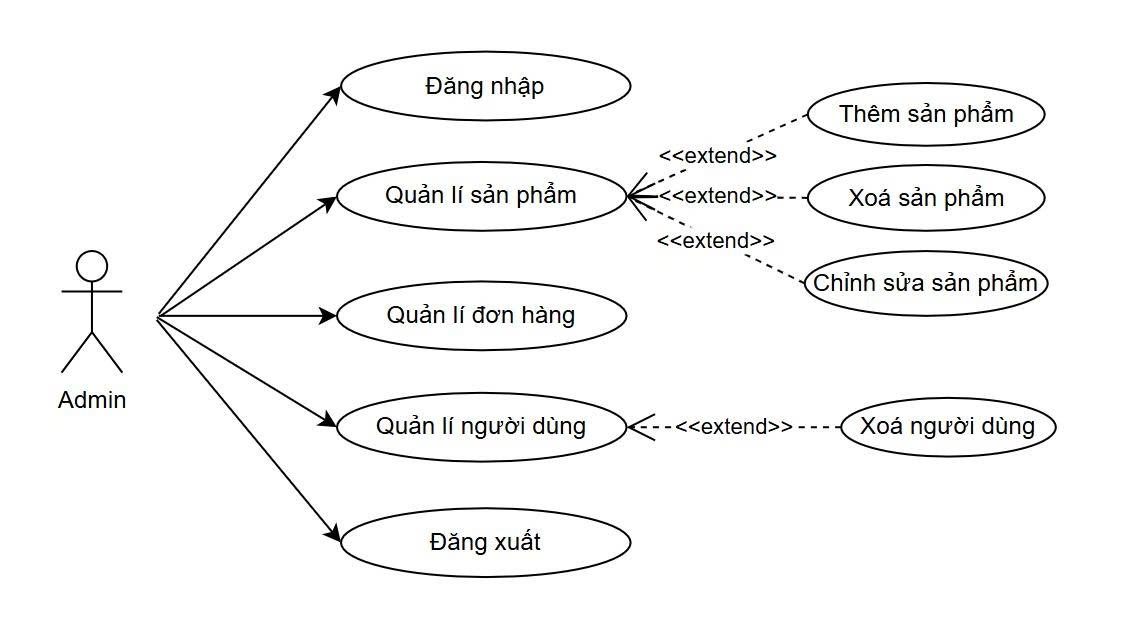 Đăng nhập
Thêm sản phẩm
<<extend>>
Quản lí sản phẩm
<<extend>>
Xoá sản phẩm
<<extend>>
Chỉnh sửa sản phẩm
Quản lí đơn hàng
Admin
Quản lí người dùng
<<extend>>
Xoá người dùng
Đăng xuất